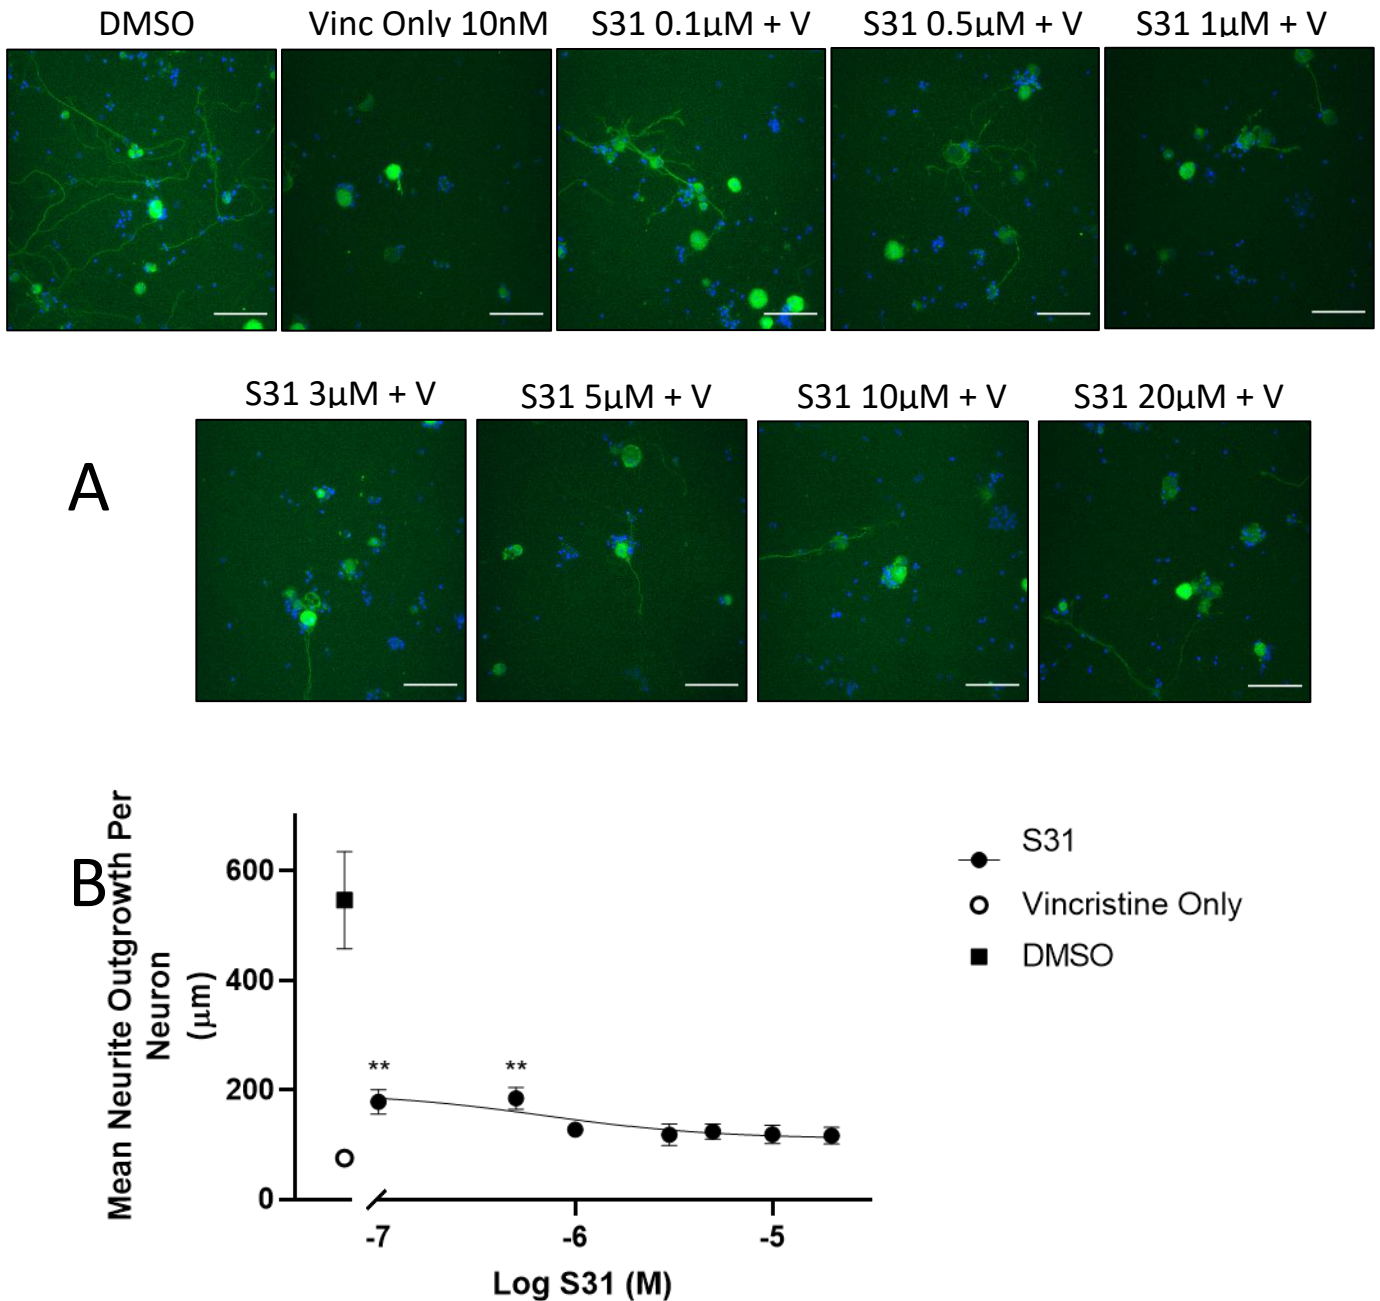 DMSO
Vinc Only 10nM
S31 0.1µM + V
S31 0.5µM + V
S31 1µM + V
S31 3µM + V
S31 5µM + V
S31 10µM + V
S31 20µM + V
A
B
Mean Neurite Outgrowth Per
Neuron
(µm)
600
400
200
0
**
**
-7
-6
-5
Log S31 (M)
S31
Vincristine Only
DMSO